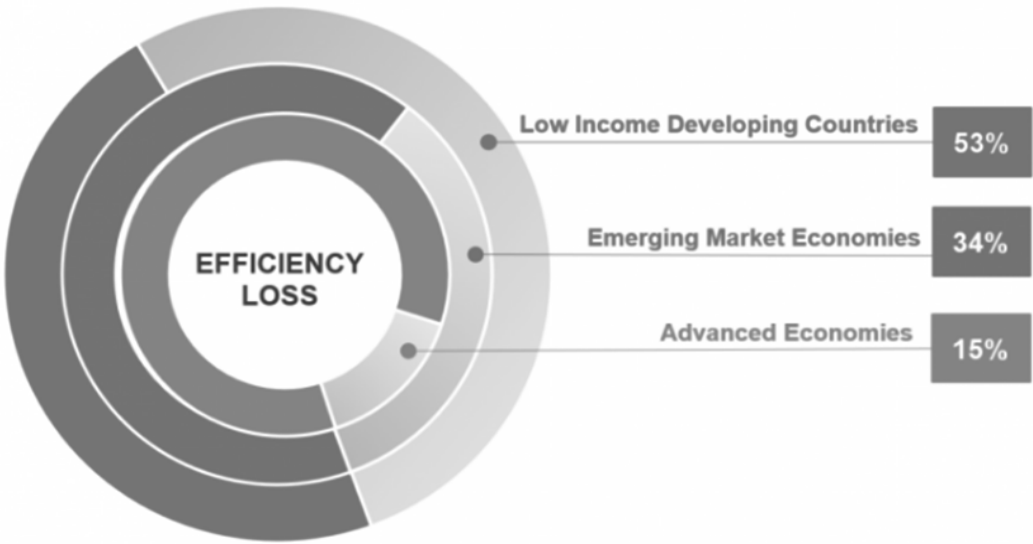 EFFICIENCY
LOSS
Low Income Developing Countries 53%
Emerging Market Economies 34%
Advanced Economies 15%